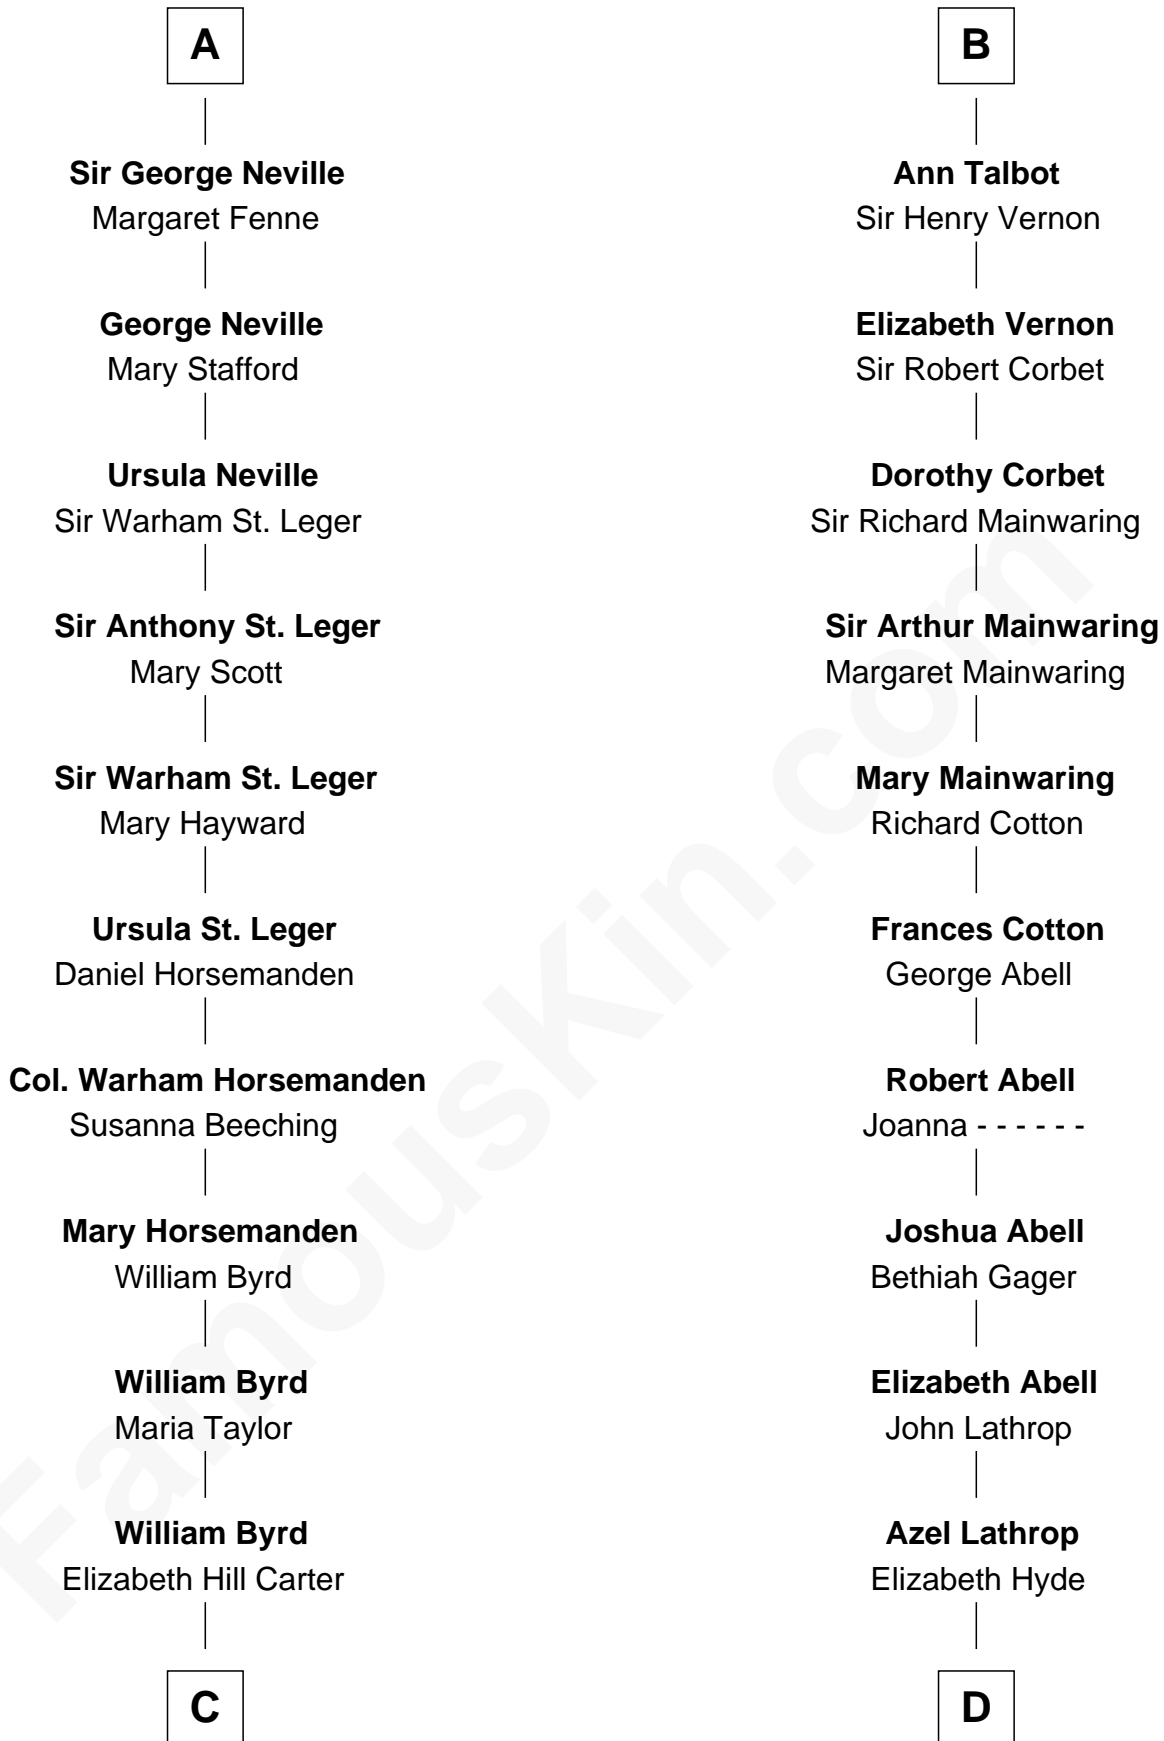 A
Sir George Neville
Margaret Fenne
George Neville
Mary Stafford
Ursula Neville
Sir Warham St. Leger
Sir Anthony St. Leger
Mary Scott
Sir Warham St. Leger
Mary Hayward
Ursula St. Leger
Daniel Horsemanden
Col. Warham Horsemanden
Susanna Beeching
Mary Horsemanden
William Byrd
William Byrd
Maria Taylor
William Byrd
Elizabeth Hill Carter
C
B
Ann Talbot
Sir Henry Vernon
Elizabeth Vernon
Sir Robert Corbet
Dorothy Corbet
Sir Richard Mainwaring
Sir Arthur Mainwaring
Margaret Mainwaring
Mary Mainwaring
Richard Cotton
Frances Cotton
George Abell
Robert Abell
Joanna - - - - - -
Joshua Abell
Bethiah Gager
Elizabeth Abell
John Lathrop
Azel Lathrop
Elizabeth Hyde
D
FamousKin.com